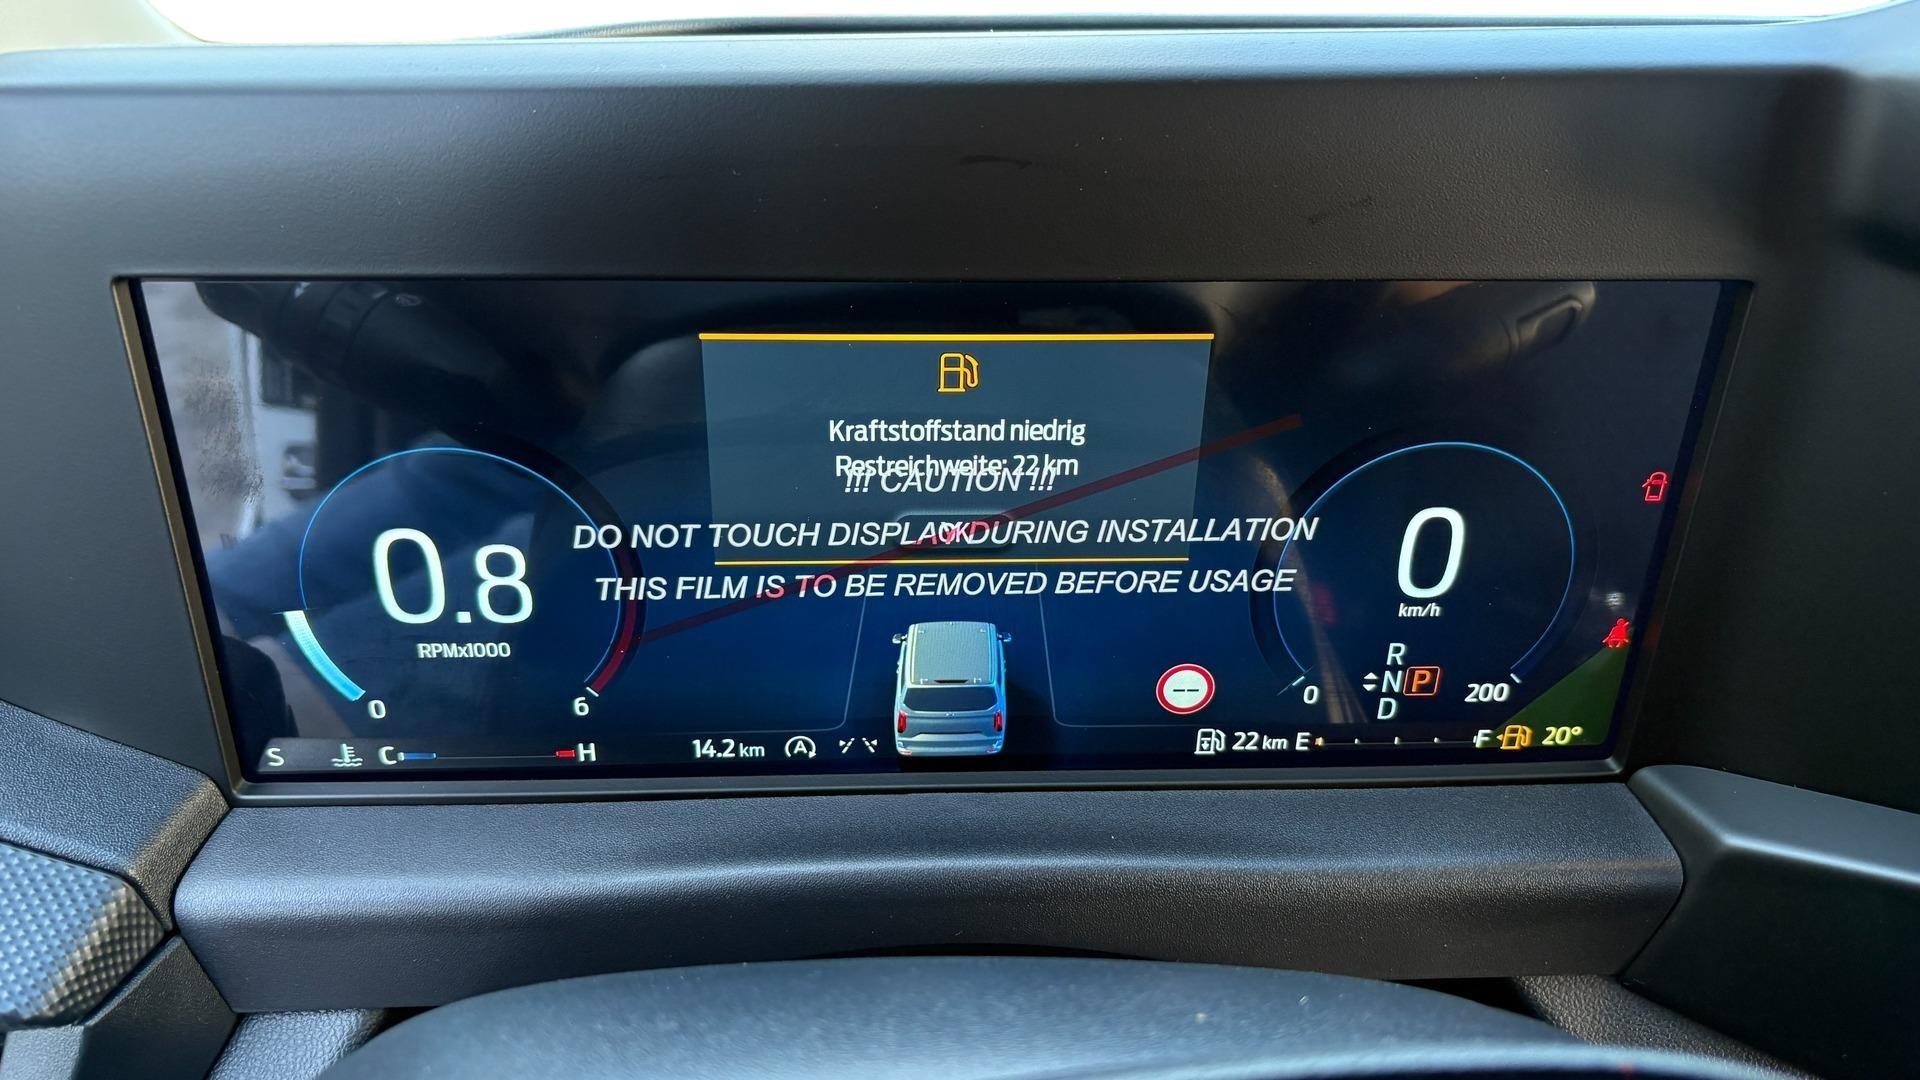 Kraftstoffstand niedrig
Restreichweite: 22 km
!!! CAUTION !!!
OK
DO NOT TOUCH DISPLAY DURING INSTALLATION
THIS FILM IS TO BE REMOVED BEFORE USAGE
0.8
RPMx1000
0
6
0
km/h
R
N P
D
0
200
--
S
C H
14.2 km
A
22 km E F 20°